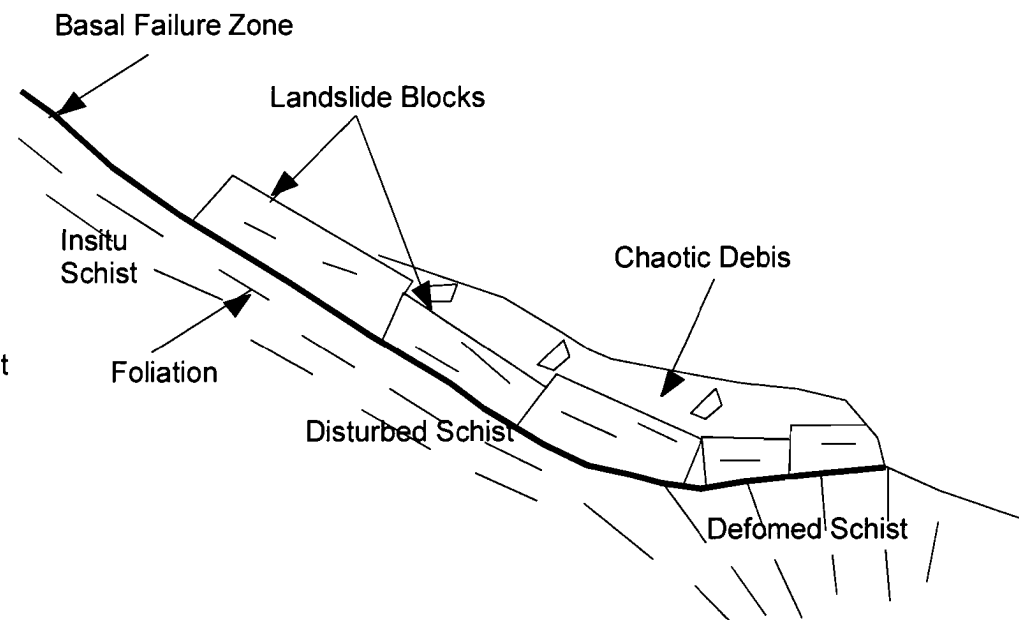 Basal Failure Zone
Landslide Blocks
Chaotic Debis
Insitu
Schist
t
Foliation
Disturbed Schist
Defomed Schist